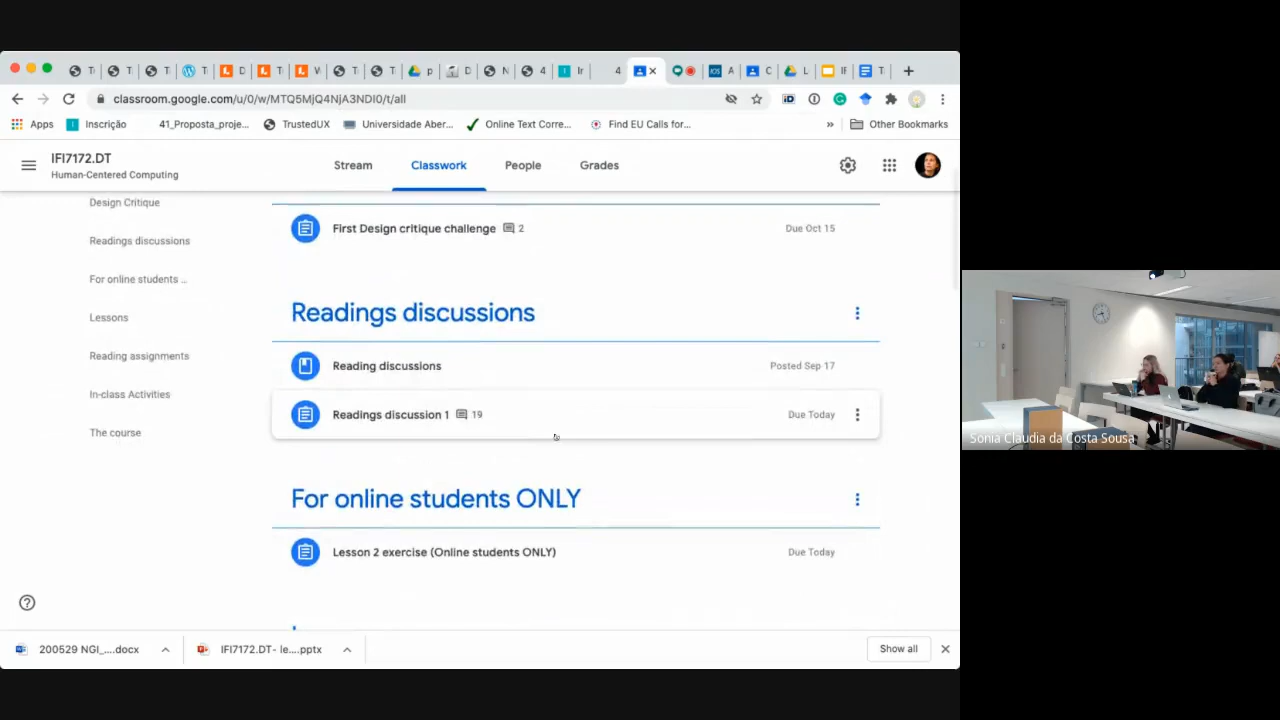 classroom.google.com/u/0/w/MTQ5MjQ4NjA3NDI0/t/all
Apps Inscrição 41_Proposta_proje... TrustedUX Universidade Aber... Online Text Corre... Find EU Calls for... » Other Bookmarks
IFI7172.DT
Human-Centered Computing
Stream Classwork People Grades
Design Critique
Readings discussions
For online students ...
Lessons
Reading assignments
In-class Activities
The course
First Design critique challenge 2 Due Oct 15
Readings discussions
Reading discussions Posted Sep 17
Readings discussion 1 19 Due Today
For online students ONLY
Lesson 2 exercise (Online students ONLY) Due Today
200529 NGI_....docx IFI7172.DT- le....pptx Show all
Sonia Claudia da Costa Sousa